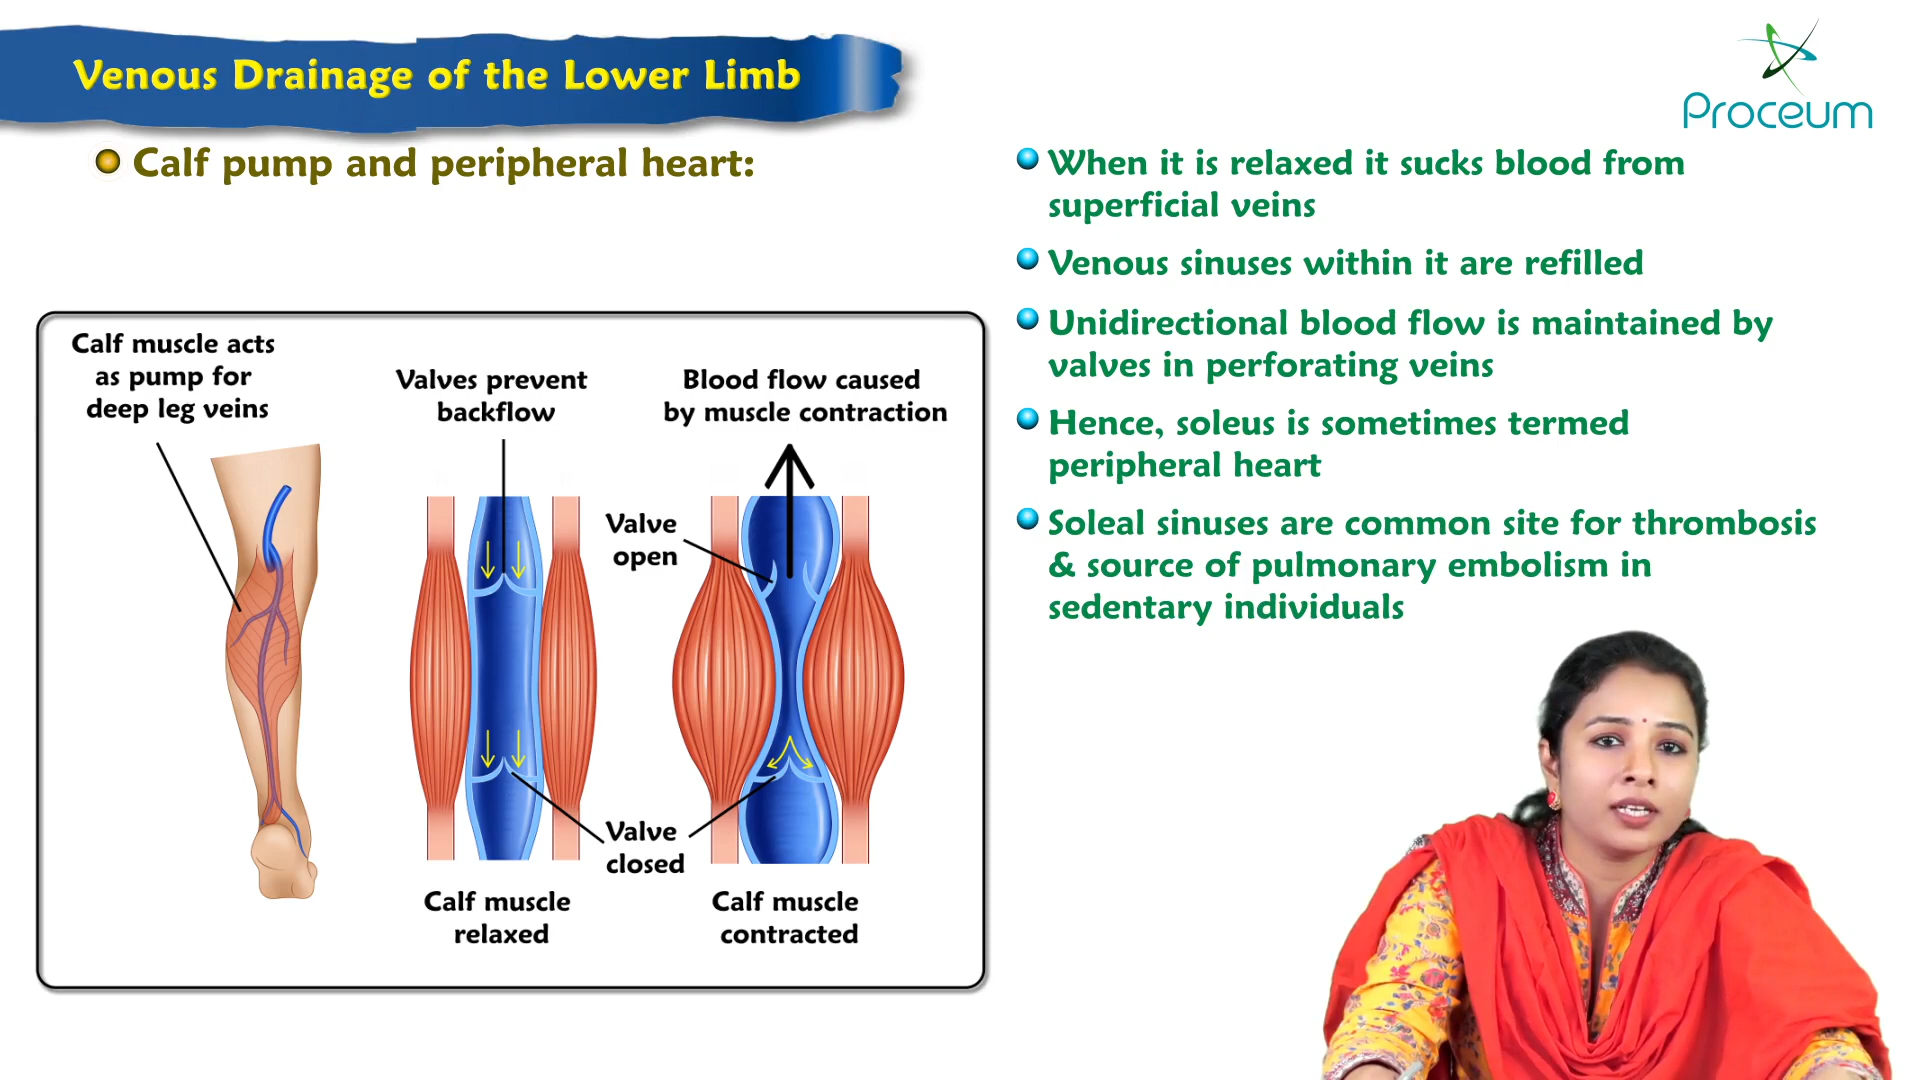 Venous Drainage of the Lower Limb
Proceum
Calf pump and peripheral heart:
When it is relaxed it sucks blood from
superficial veins
Venous sinuses within it are refilled
Unidirectional blood flow is maintained by
valves in perforating veins
Hence, soleus is sometimes termed
peripheral heart
Soleal sinuses are common site for thrombosis
& source of pulmonary embolism in
sedentary individuals
Calf muscle acts
as pump for
deep leg veins
Valves prevent
backflow
Blood flow caused
by muscle contraction
Valve
open
Valve
closed
Calf muscle
relaxed
Calf muscle
contracted